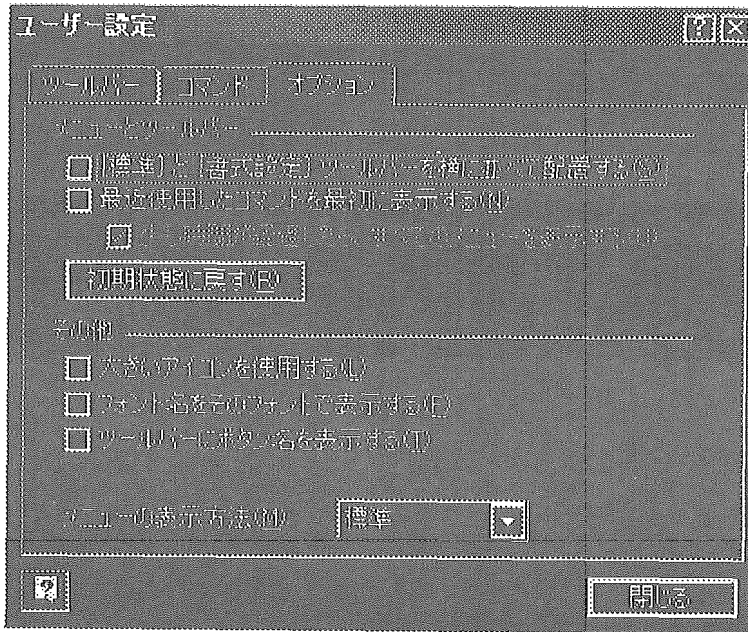 ユーザー設定
ツールバー コマンド オプション
メニューとツールバー
[標準] と [書式設定] ツールバーを横に並べて配置する(S)
最近使用したコマンドを最初に表示する(N)
初期状態に戻す(R)
その他
大きいアイコンを使用する(L)
フォント名をそのフォントで表示する(F)
ツールバーにボタン名を表示する(T)
メニューの表示方法(M) 標準
閉じる